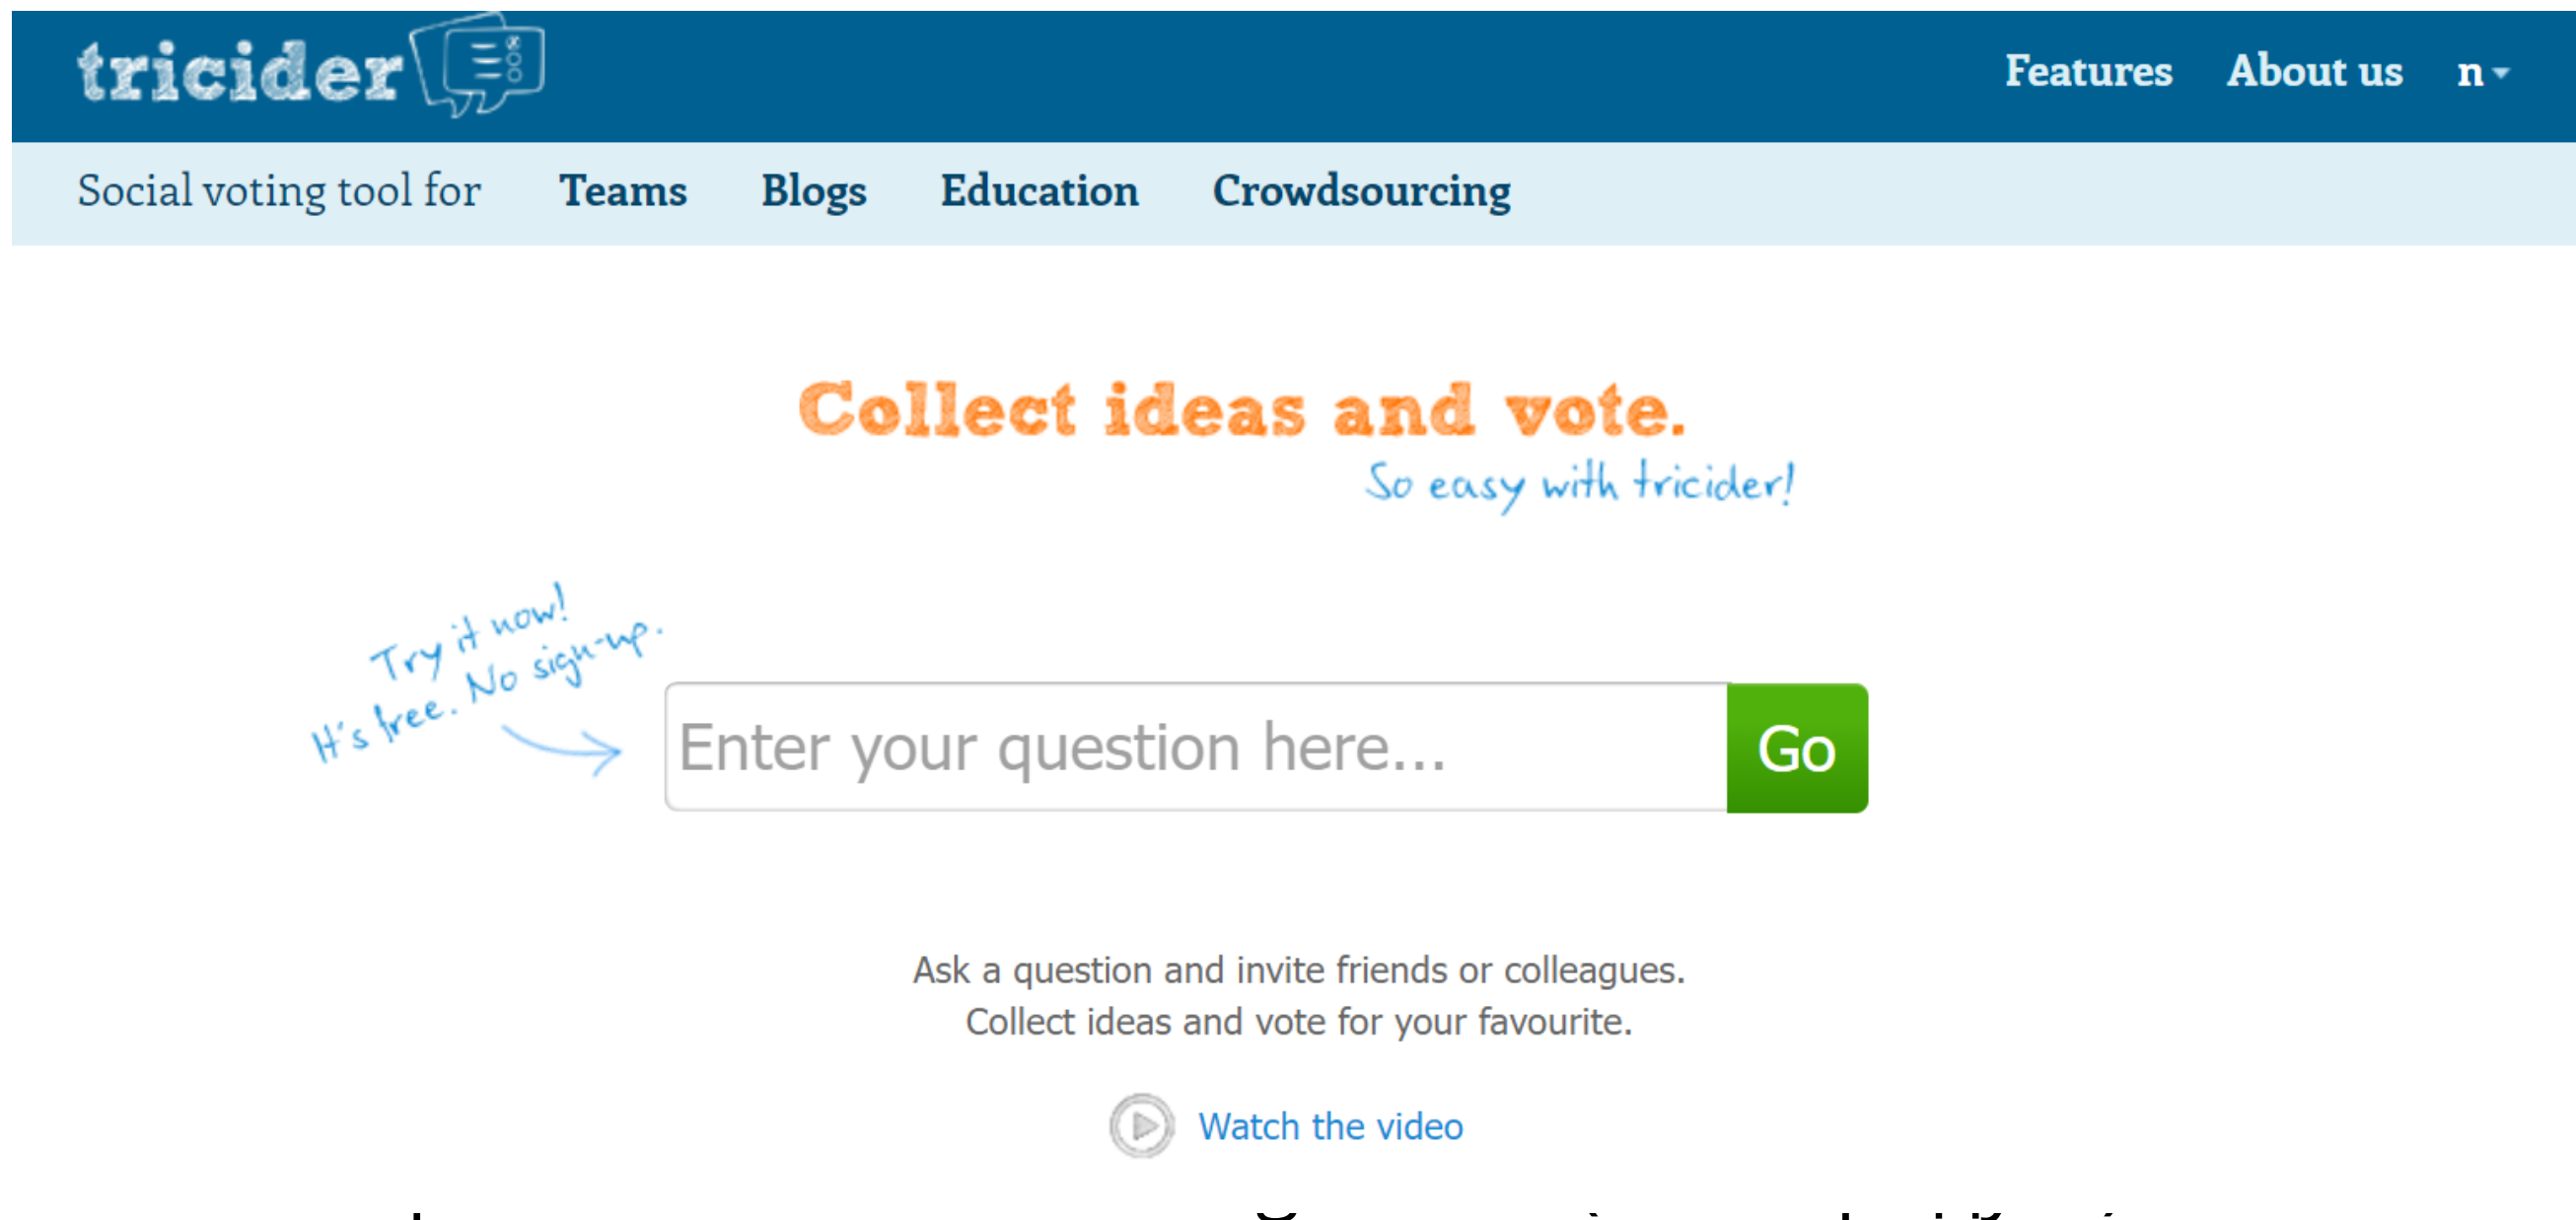 tricider
Features About us n
Social voting tool for Teams Blogs Education Crowdsourcing
Collect ideas and vote.
So easy with tricider!
Try it now!
It's free. No sign-up.
Enter your question here...
Go
Ask a question and invite friends or colleagues.
Collect ideas and vote for your favourite.
Watch the video